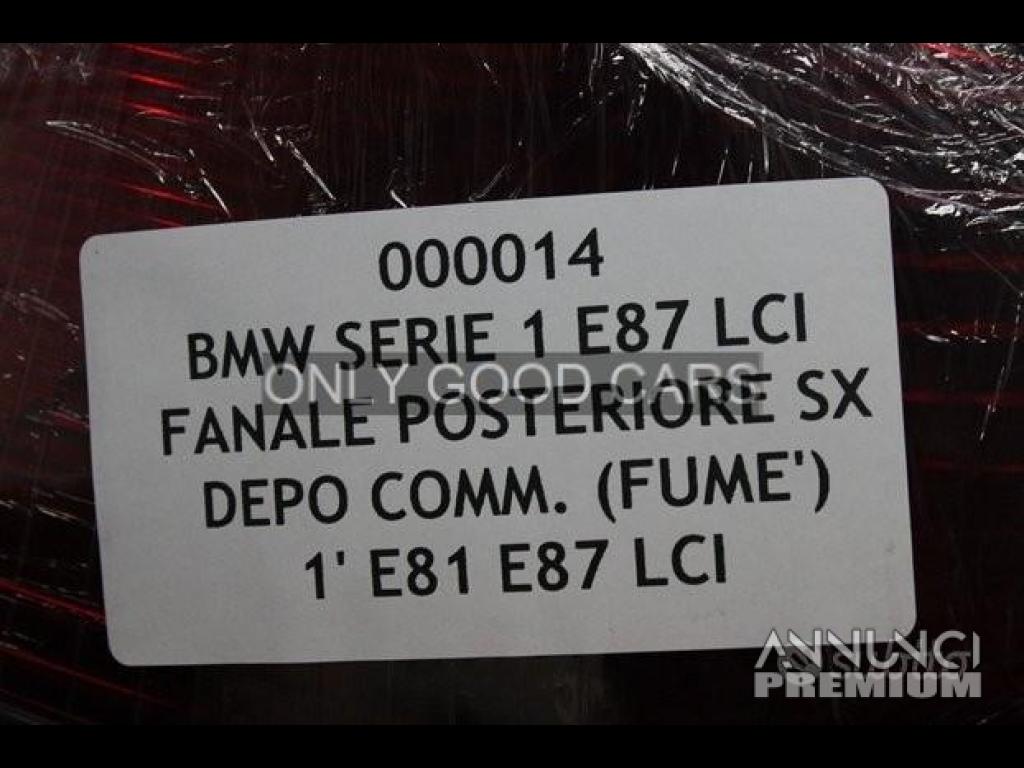 000014
BMW SERIE 1 E87 LCI
ONLY GOOD CARS
FANALE POSTERIORE SX
DEPO COMM. (FUME')
1' E81 E87 LCI
ANNUNCI
PREMIUM